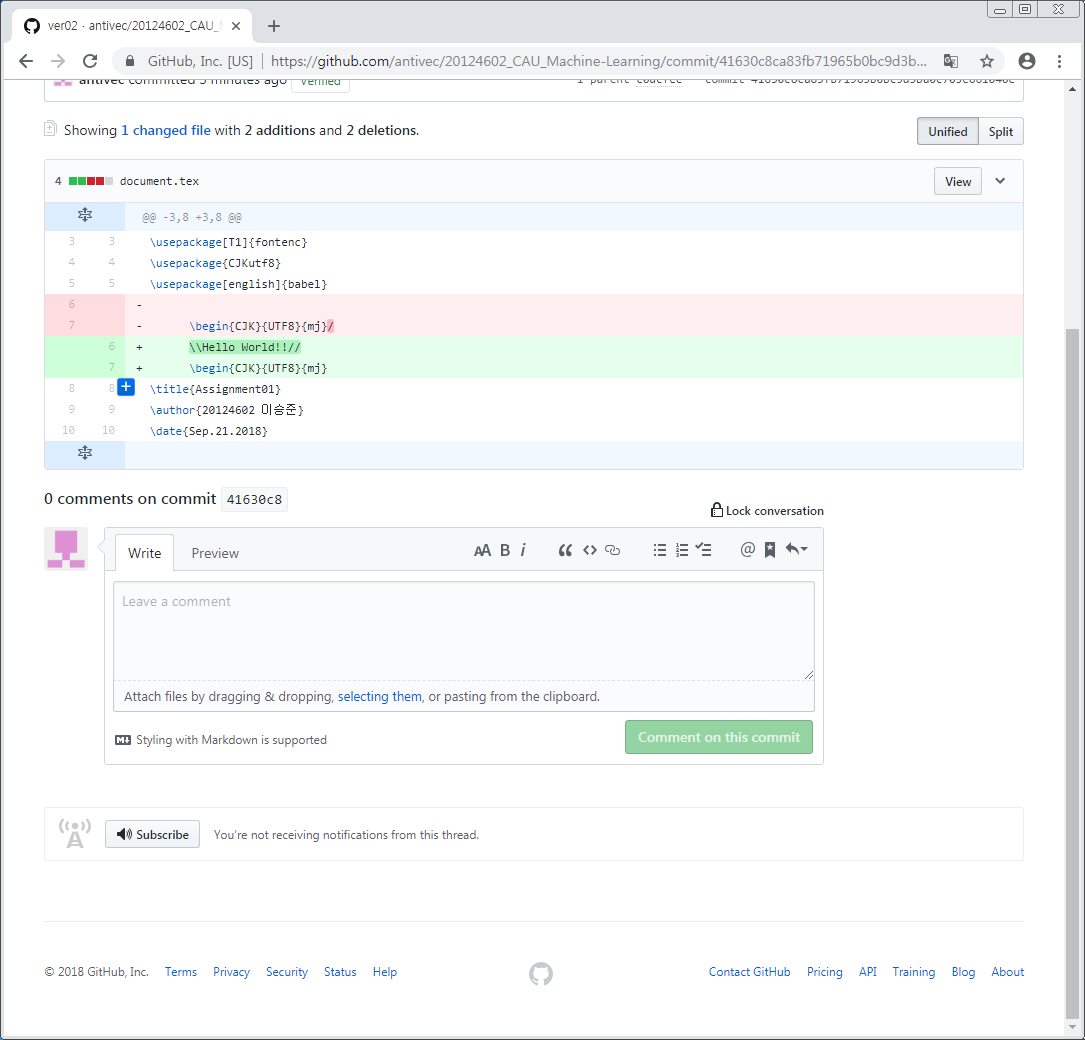 ver02 · antivec/20124602_CAU_
GitHub, Inc. [US] | https://github.com/antivec/20124602_CAU_Machine-Learning/commit/41630c8ca83fb71965b0bc9d3b...
antivec committed 5 minutes ago Verified 1 parent commit
Showing 1 changed file with 2 additions and 2 deletions.
Unified Split
4 document.tex View
@@ -3,8 +3,8 @@
3 3 \usepackage[T1]{fontenc}
4 4 \usepackage{CJKutf8}
5 5 \usepackage[english]{babel}
6 -
7 - \begin{CJK}{UTF8}{mj}/
6 + \\Hello World!!//
7 + \begin{CJK}{UTF8}{mj}
8 8 \title{Assignment01}
9 9 \author{20124602 이승준}
10 10 \date{Sep.21.2018}
0 comments on commit 41630c8
Lock conversation
Write Preview AA B i
Leave a comment
Attach files by dragging & dropping, selecting them, or pasting from the clipboard.
Styling with Markdown is supported
Comment on this commit
Subscribe You're not receiving notifications from this thread.
© 2018 GitHub, Inc. Terms Privacy Security Status Help Contact GitHub Pricing API Training Blog About